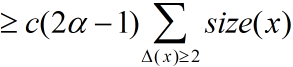 ≥ c(2α − 1) ∑_{Δ(x)≥2} size(x)